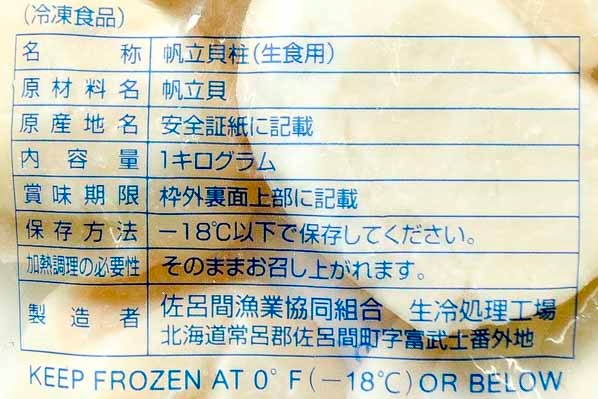 (冷凍食品)
名称 帆立貝柱(生食用)
原材料名 帆立貝
原産地名 安全証紙に記載
内容量 1キログラム
賞味期限 枠外裏面上部に記載
保存方法 −18℃以下で保存してください。
加熱調理の必要性 そのままお召し上がれます。
製造者 佐呂間漁業協同組合 生冷処理工場
北海道常呂郡佐呂間町字富武士番外地
KEEP FROZEN AT 0°F(−18℃) OR BELOW